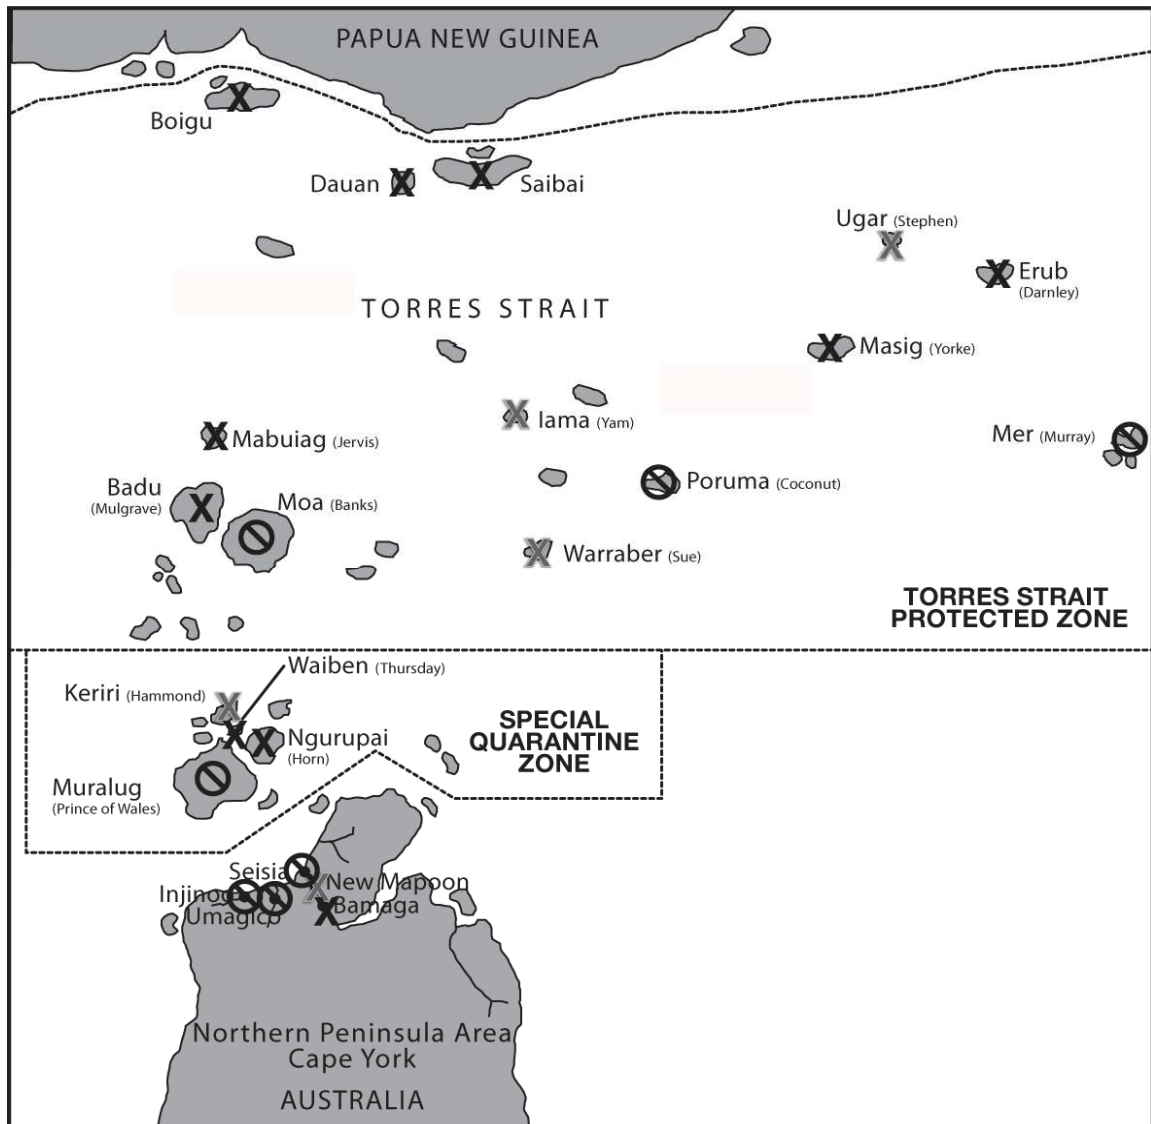 PAPUA NEW GUINEA
Boigu
Dauan
Saibai
Ugar (Stephen)
Erub
(Darnley)
TORRES STRAIT
Masig (Yorke)
Iama (Yam)
Mabuiag (Jervis)
Mer (Murray)
Badu
(Mulgrave)
Moa (Banks)
Poruma (Coconut)
Warraber (Sue)
TORRES STRAIT
PROTECTED ZONE
Waiben (Thursday)
Keriri (Hammond)
SPECIAL
QUARANTINE
ZONE
Ngurupai
(Horn)
Muralug
(Prince of Wales)
Seisia
New Mapoon
Injinoo
Bamaga
Umagico
Northern Peninsula Area
Cape York
AUSTRALIA